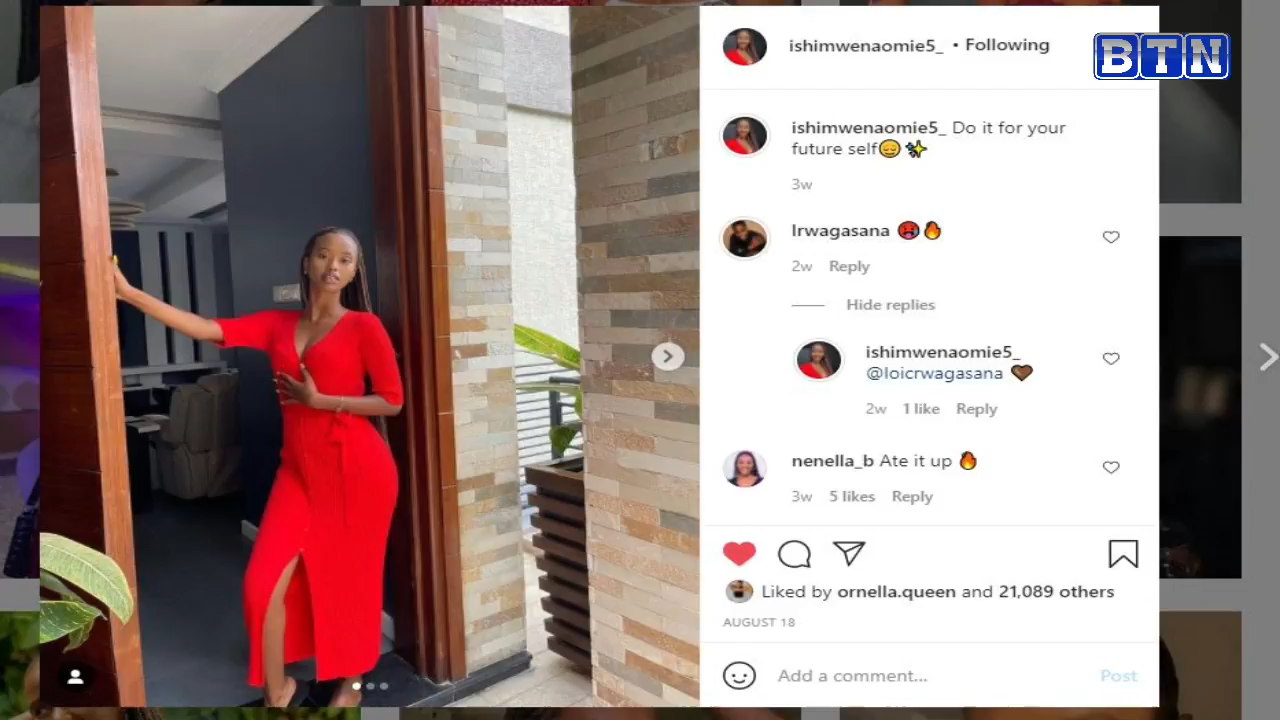 ishimwenaomie5_ • Following
BTN
ishimwenaomie5_ Do it for your
future self😌 ✨
3w
lrwagasana 🥵🔥
2w Reply
Hide replies
ishimwenaomie5_
@loicrwagasana 🤎
2w 1 like Reply
nenella_b Ate it up 🔥
3w 5 likes Reply
Liked by ornella.queen and 21,089 others
AUGUST 18
Add a comment... Post